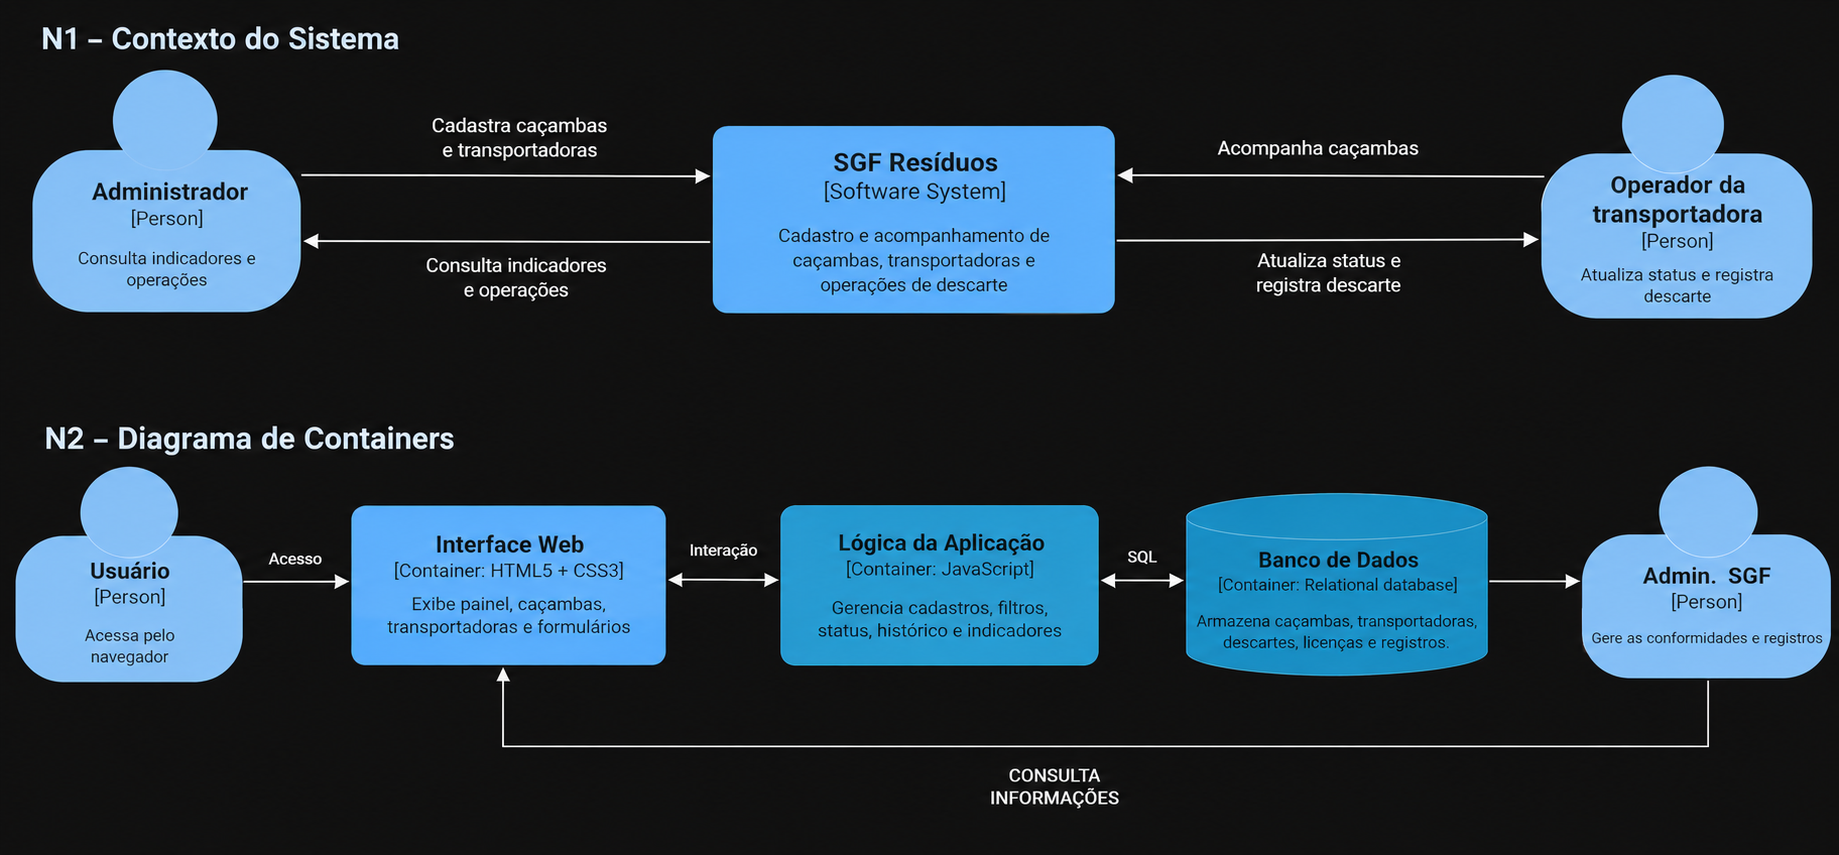 N1 – Contexto do Sistema
Administrador
[Person]
Consulta indicadores e
operações
Cadastra caçambas
e transportadoras
Consulta indicadores
e operações
SGF Resíduos
[Software System]
Cadastro e acompanhamento de
caçambas, transportadoras e
operações de descarte
Acompanha caçambas
Atualiza status e
registra descarte
Operador da
transportadora
[Person]
Atualiza status e registra
descarte
N2 – Diagrama de Containers
Usuário
[Person]
Acessa pelo
navegador
Acesso
Interface Web
[Container: HTML5 + CSS3]
Exibe painel, caçambas,
transportadoras e formulários
Interação
Lógica da Aplicação
[Container: JavaScript]
Gerencia cadastros, filtros,
status, histórico e indicadores
SQL
Banco de Dados
[Container: Relational database]
Armazena caçambas, transportadoras,
descartes, licenças e registros.
Admin. SGF
[Person]
Gere as conformidades e registros
CONSULTA
INFORMAÇÕES